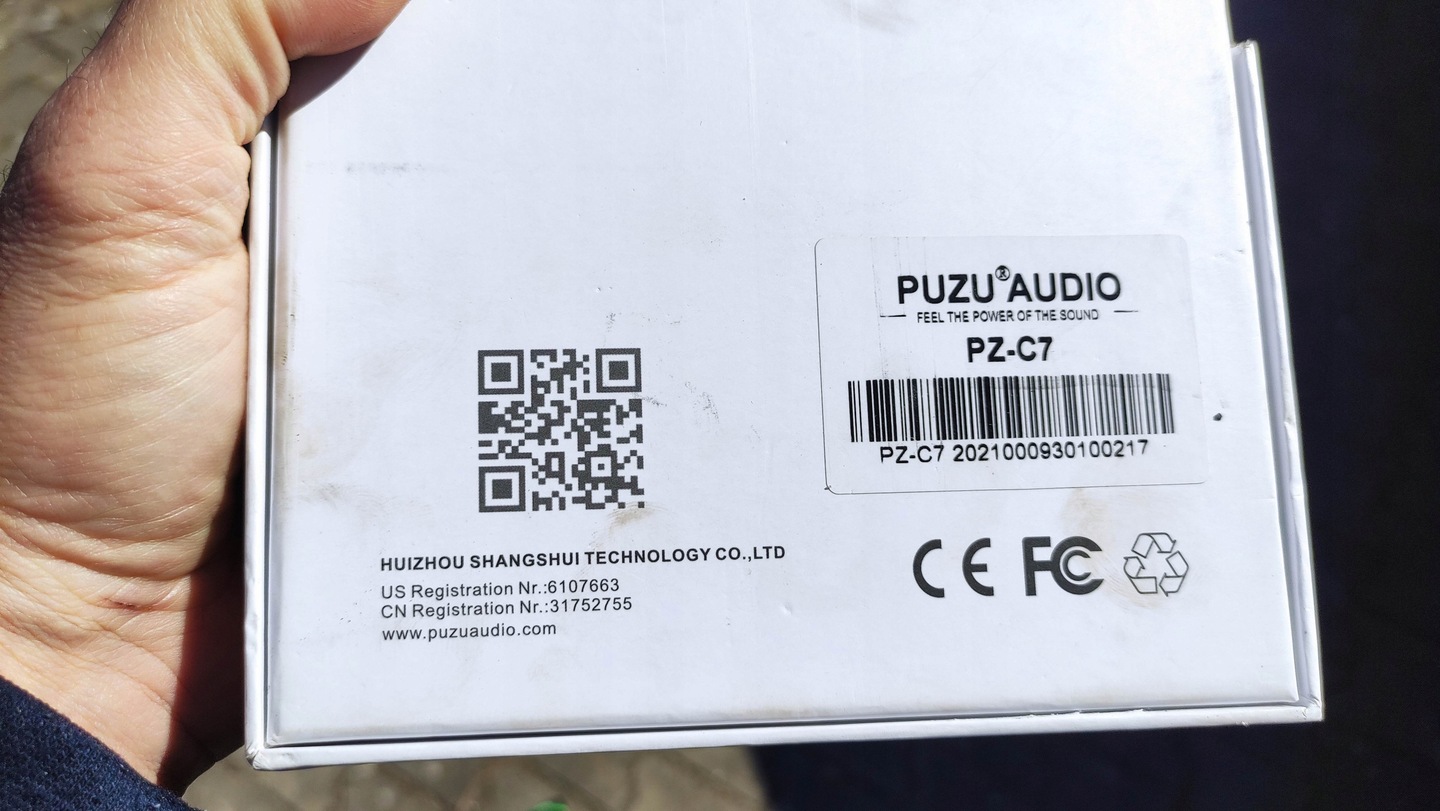 PUZU® AUDIO
FEEL THE POWER OF THE SOUND
PZ-C7
PZ-C7 2021000930100217
HUIZHOU SHANGSHUI TECHNOLOGY CO.,LTD
US Registration Nr.:6107663
CN Registration Nr.:31752755
www.puzuaudio.com
CE FC